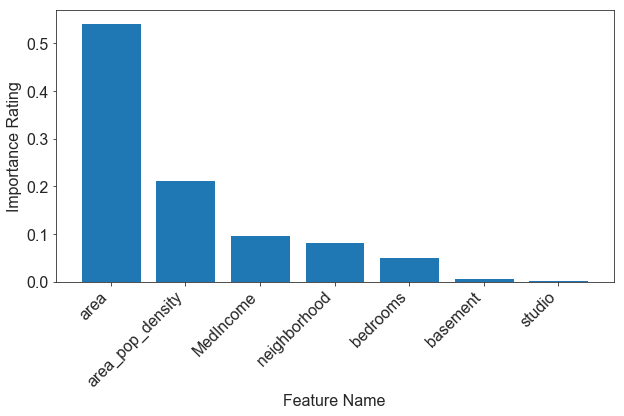 Importance Rating
0.5
0.4
0.3
0.2
0.1
0.0
area
area_pop_density
MedIncome
neighborhood
bedrooms
basement
studio
Feature Name